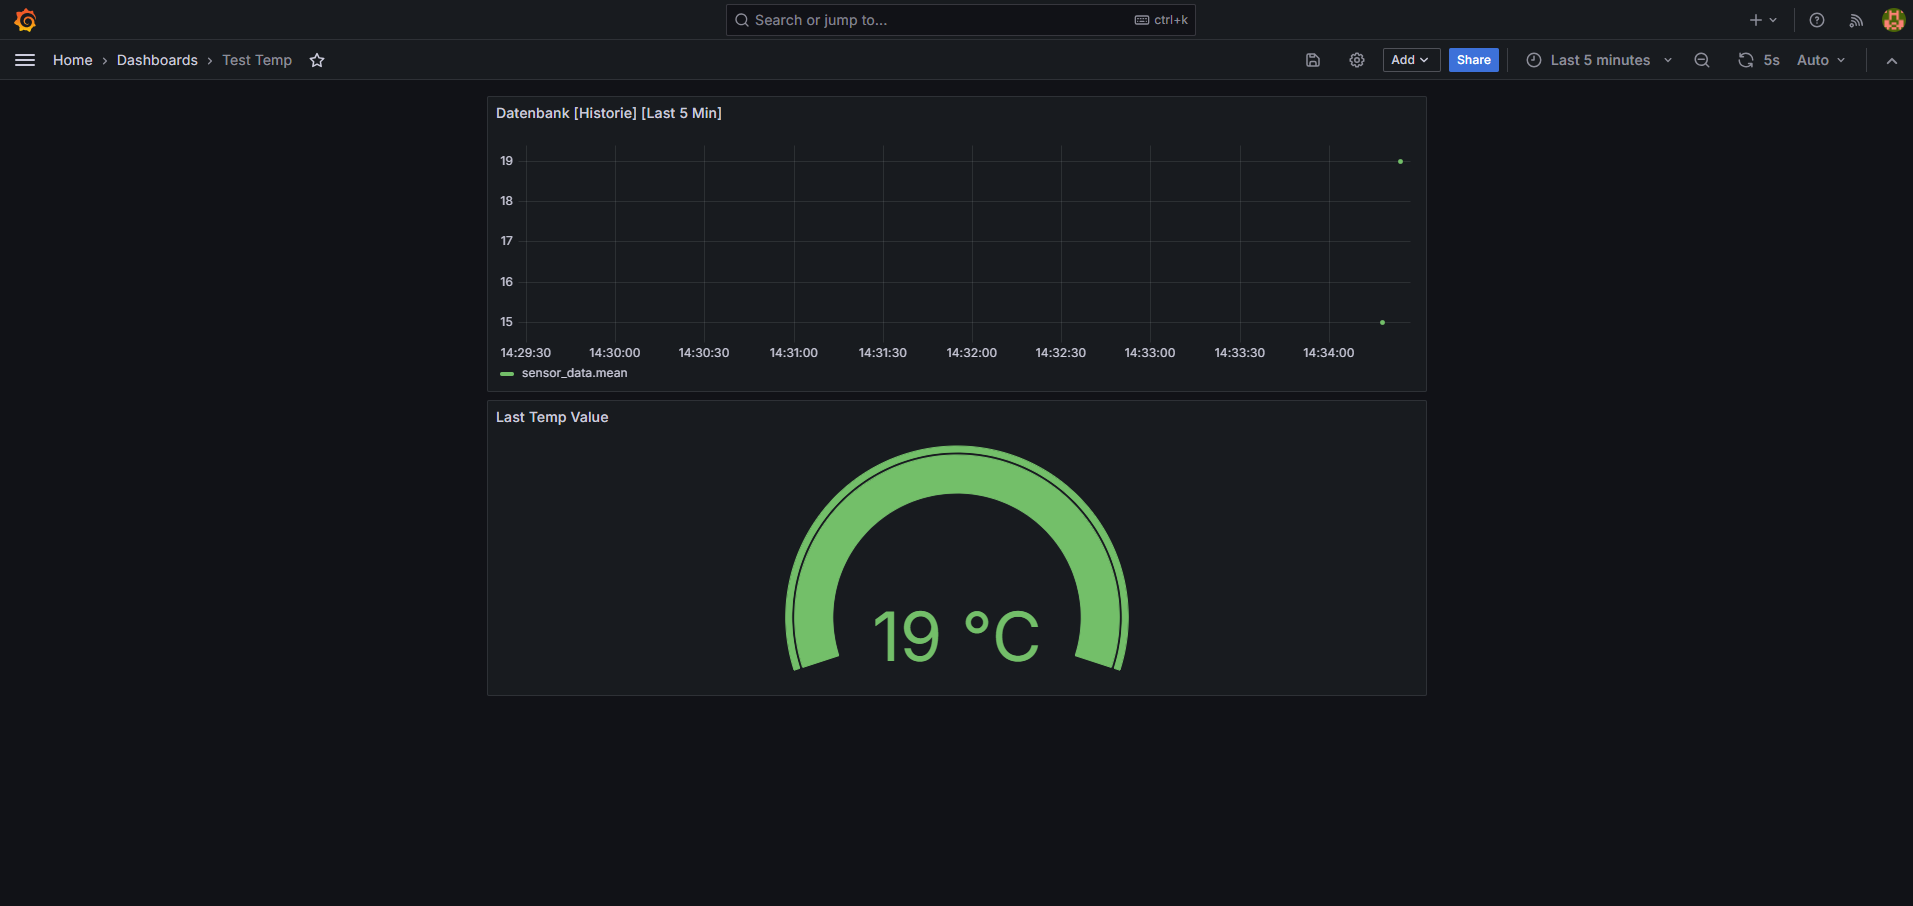 Search or jump to... ctrl+k
Home › Dashboards › Test Temp Add Share Last 5 minutes 5s Auto
Datenbank [Historie] [Last 5 Min]
19
18
17
16
15
14:29:30 14:30:00 14:30:30 14:31:00 14:31:30 14:32:00 14:32:30 14:33:00 14:33:30 14:34:00
sensor_data.mean
Last Temp Value
19 °C